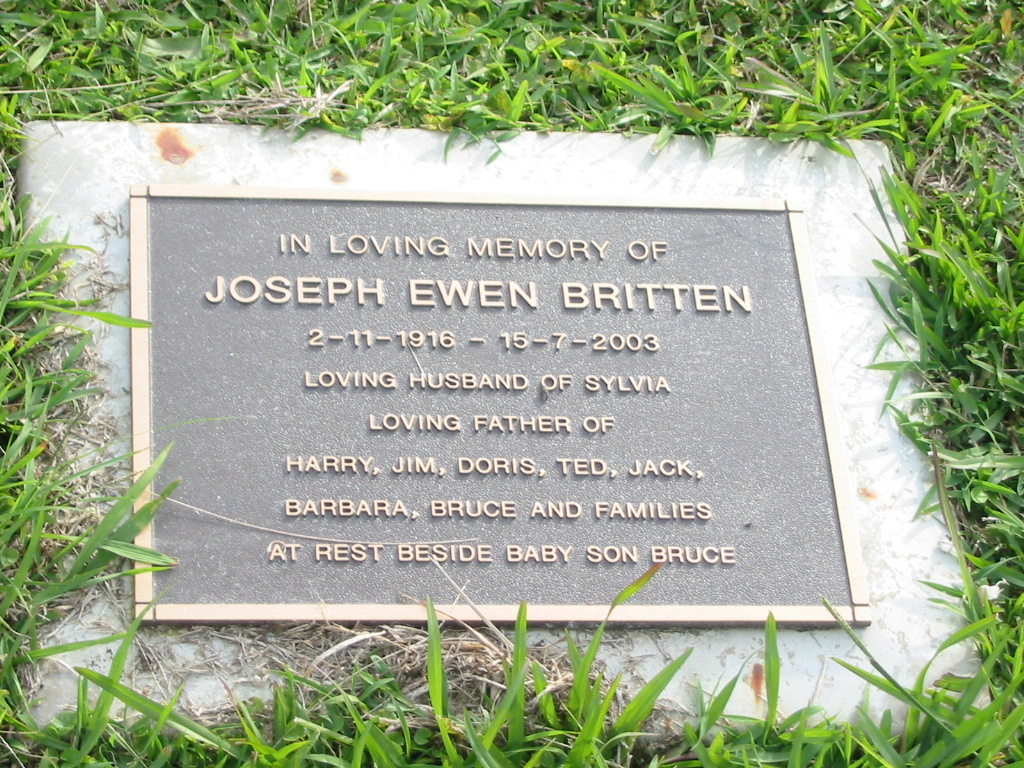 IN LOVING MEMORY OF
JOSEPH EWEN BRITTEN
2-11-1916 - 15-7-2003
LOVING HUSBAND OF SYLVIA
LOVING FATHER OF
HARRY, JIM, DORIS, TED, JACK,
BARBARA, BRUCE AND FAMILIES
AT REST BESIDE BABY SON BRUCE